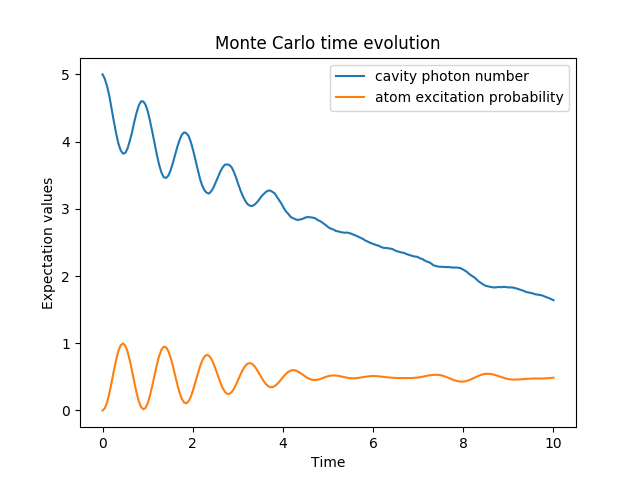 Monte Carlo time evolution
cavity photon number
atom excitation probability
Expectation values
5
4
3
2
1
0
0
2
4
6
8
10
Time